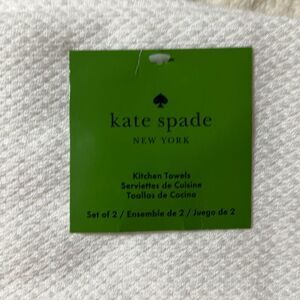 kate spade
NEW YORK
Kitchen Towels
Serviettes de Cuisine
Toallas de Cocina
Set of 2 / Ensemble de 2 / Juego de 2